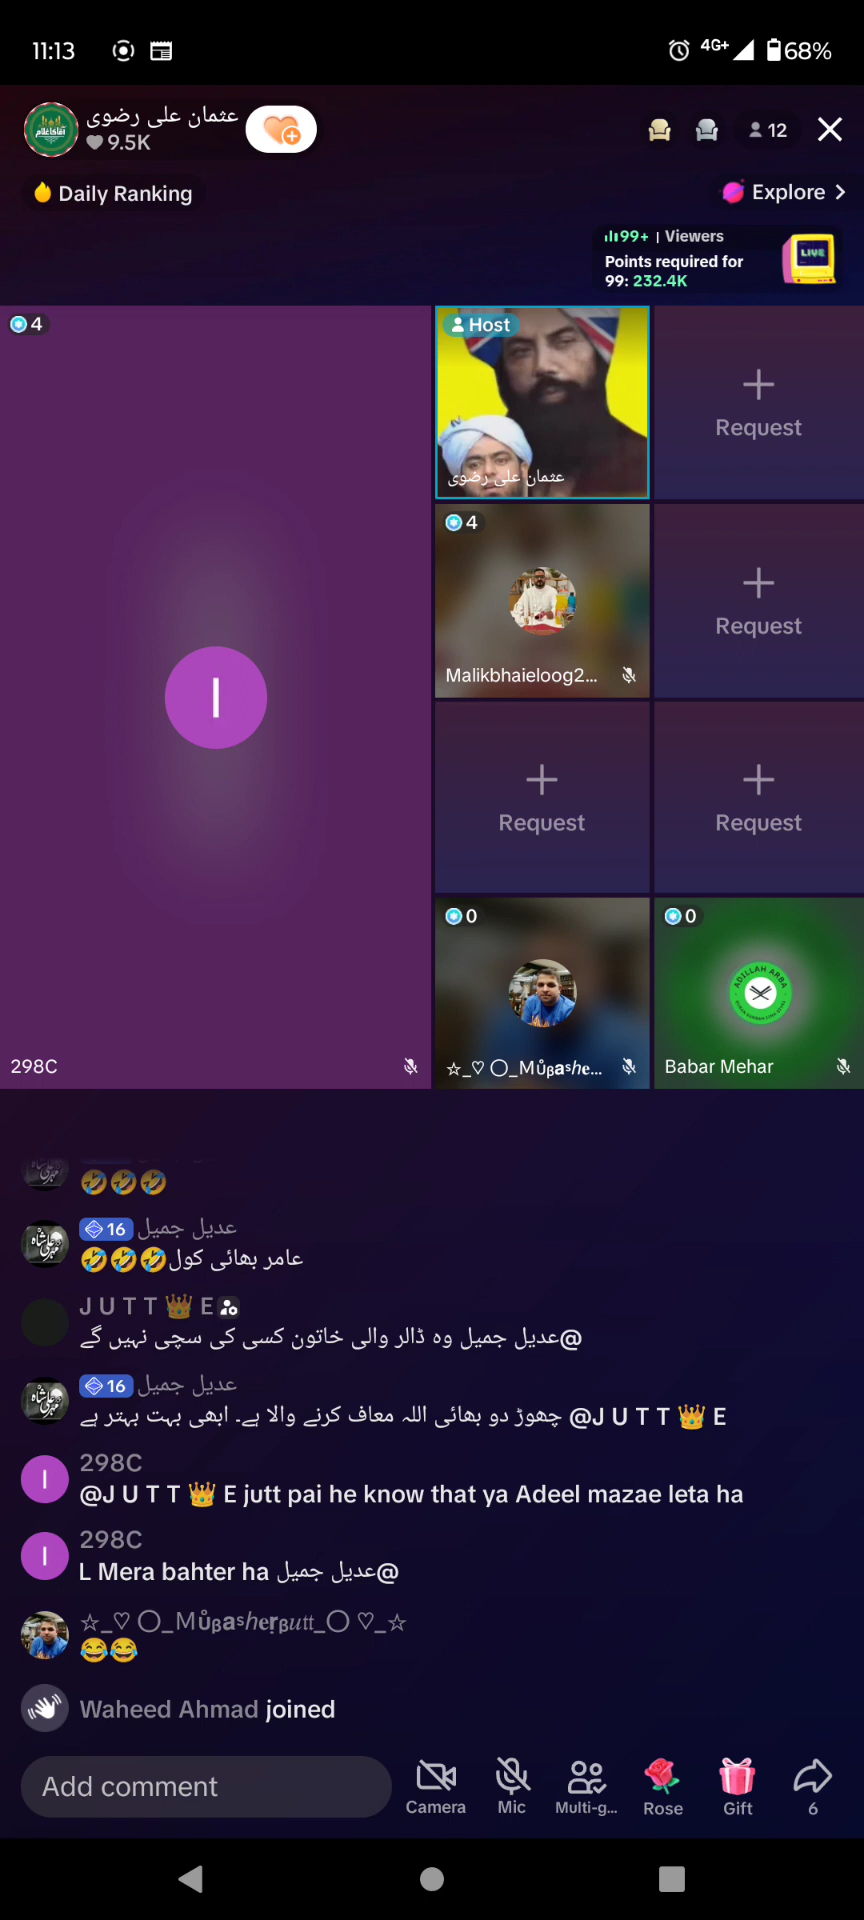 11:13
4G+
68%
عثمان علی رضوی
9.5K
12
Daily Ranking
Explore
99+ | Viewers
LIVE
Points required for
99: 232.4K
4
Host
عثمان علی رضوی
Request
4
Malikbhaieloog2...
Request
I
Request
Request
298C
0
☆_♡ ◯_Můᵦaˢℎe...
0
ADILLAH ARBA
Babar Mehar
🤣🤣🤣
16 عدیل جمیل
عامر بھائی کول🤣🤣🤣
J U T T 👑 E
@عدیل جمیل وہ ڈالر والی خاتون کسی کی سچی نہیں گے
16 عدیل جمیل
@J U T T 👑 E چھوڑ دو بھائی اللہ معاف کرنے والا ہے۔ ابھی بہت بہتر ہے
298C
@J U T T 👑 E jutt pai he know that ya Adeel mazae leta ha
298C
L Mera bahter ha @عدیل جمیل
☆_♡ ◯_Můᵦaˢℎeṛᵦutt_◯ ♡_☆
😂😂
Waheed Ahmad joined
Add comment
Camera
Mic
Multi-g...
Rose
Gift
6